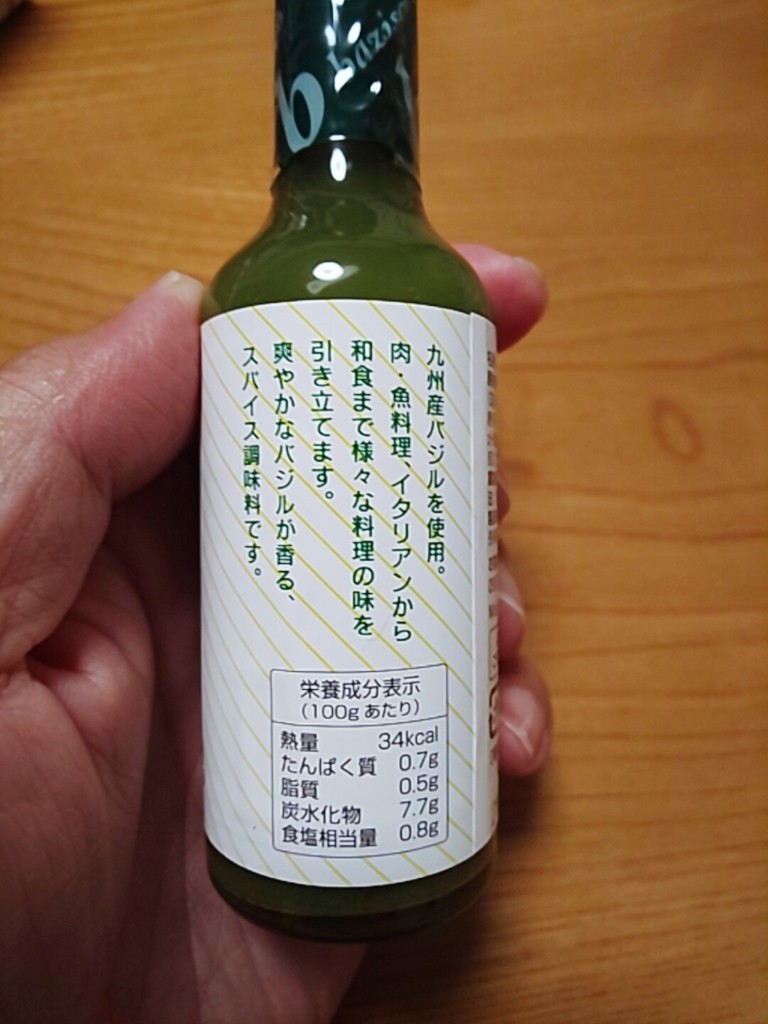 b
bazis
九州産バジルを使用。
肉・魚料理、イタリアンから
和食まで様々な料理の味を
引き立てます。
爽やかなバジルが香る、
スパイス調味料です。
栄養成分表示
(100gあたり)
熱量 34kcal
たんぱく質 0.7g
脂質 0.5g
炭水化物 7.7g
食塩相当量 0.8g